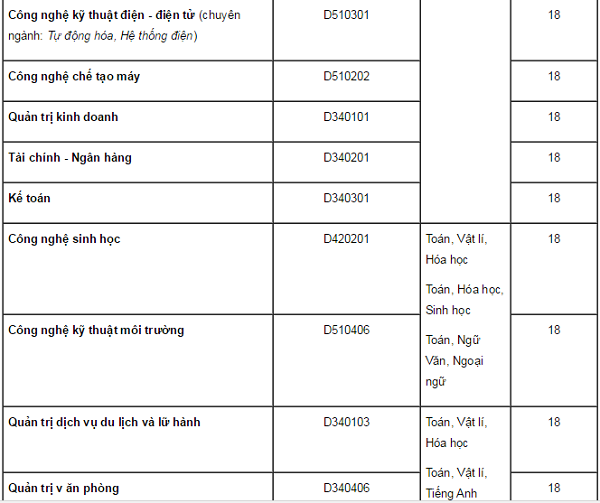 Công nghệ kỹ thuật điện - điện tử (chuyên D510301 18
ngành: Tự động hóa, Hệ thống điện)
Công nghệ chế tạo máy D510202 18
Quản trị kinh doanh D340101 18
Tài chính - Ngân hàng D340201 18
Kế toán D340301 18
Công nghệ sinh học D420201 Toán, Vật lí, 18
Hóa học
Toán, Hóa học,
Sinh học
Công nghệ kỹ thuật môi trường D510406 Toán, Ngữ 18
Văn, Ngoại
ngữ
Quản trị dịch vụ du lịch và lữ hành D340103 Toán, Vật lí, 18
Hóa học
Toán, Vật lí,
Quản trị v ăn phòng D340406 Tiếng Anh 18